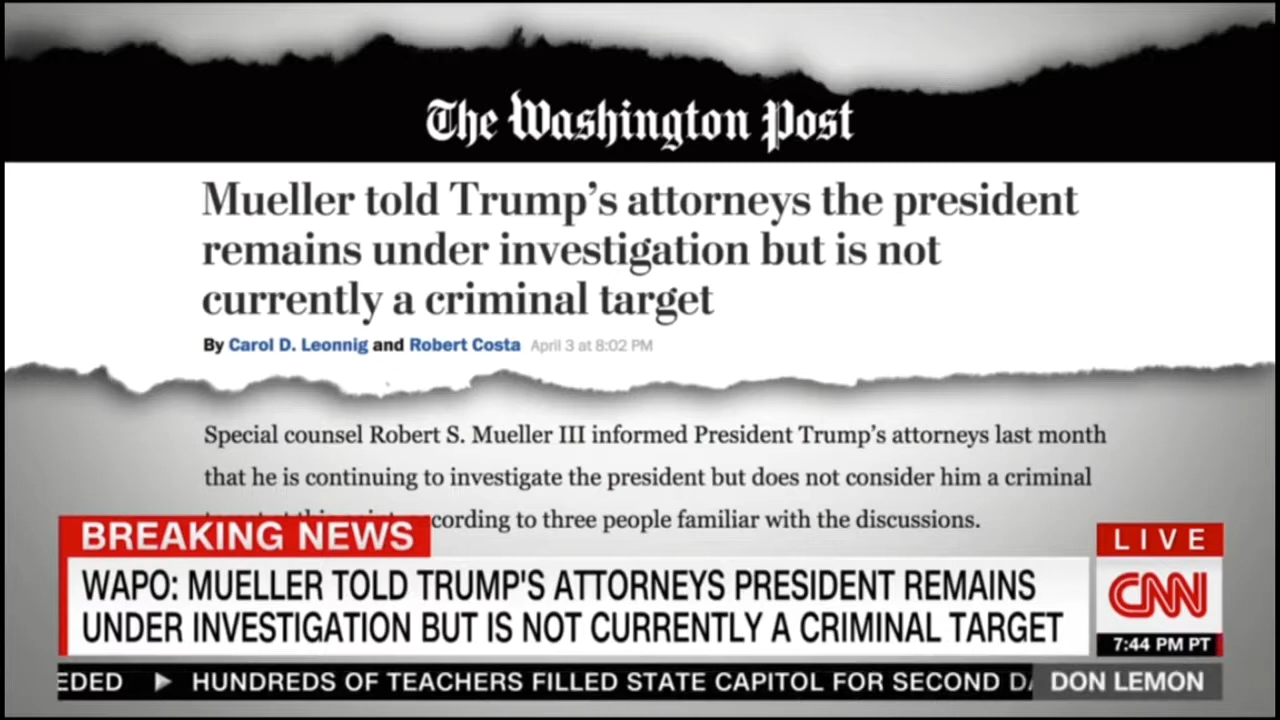 The Washington Post
Mueller told Trump’s attorneys the president
remains under investigation but is not
currently a criminal target
By Carol D. Leonnig and Robert Costa April 3 at 8:02 PM
Special counsel Robert S. Mueller III informed President Trump’s attorneys last month
that he is continuing to investigate the president but does not consider him a criminal
cording to three people familiar with the discussions.
BREAKING NEWS
WAPO: MUELLER TOLD TRUMP'S ATTORNEYS PRESIDENT REMAINS
UNDER INVESTIGATION BUT IS NOT CURRENTLY A CRIMINAL TARGET
LIVE
CNN
7:44 PM PT
EDED ▶ HUNDREDS OF TEACHERS FILLED STATE CAPITOL FOR SECOND
DON LEMON